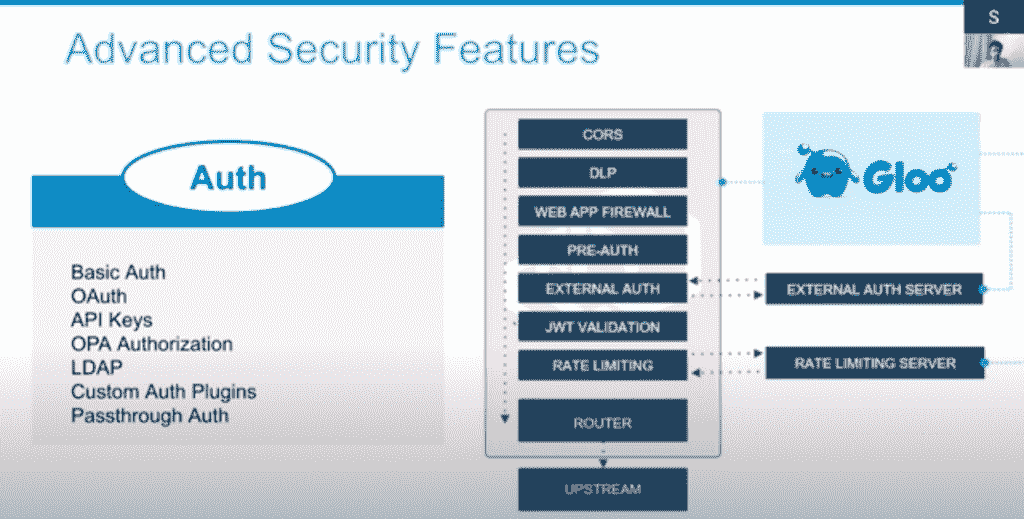 S
Advanced Security Features
Auth
Basic Auth
OAuth
API Keys
OPA Authorization
LDAP
Custom Auth Plugins
Passthrough Auth
CORS
DLP
WEB APP FIREWALL
PRE-AUTH
EXTERNAL AUTH
JWT VALIDATION
RATE LIMITING
ROUTER
UPSTREAM
Gloo
EXTERNAL AUTH SERVER
RATE LIMITING SERVER